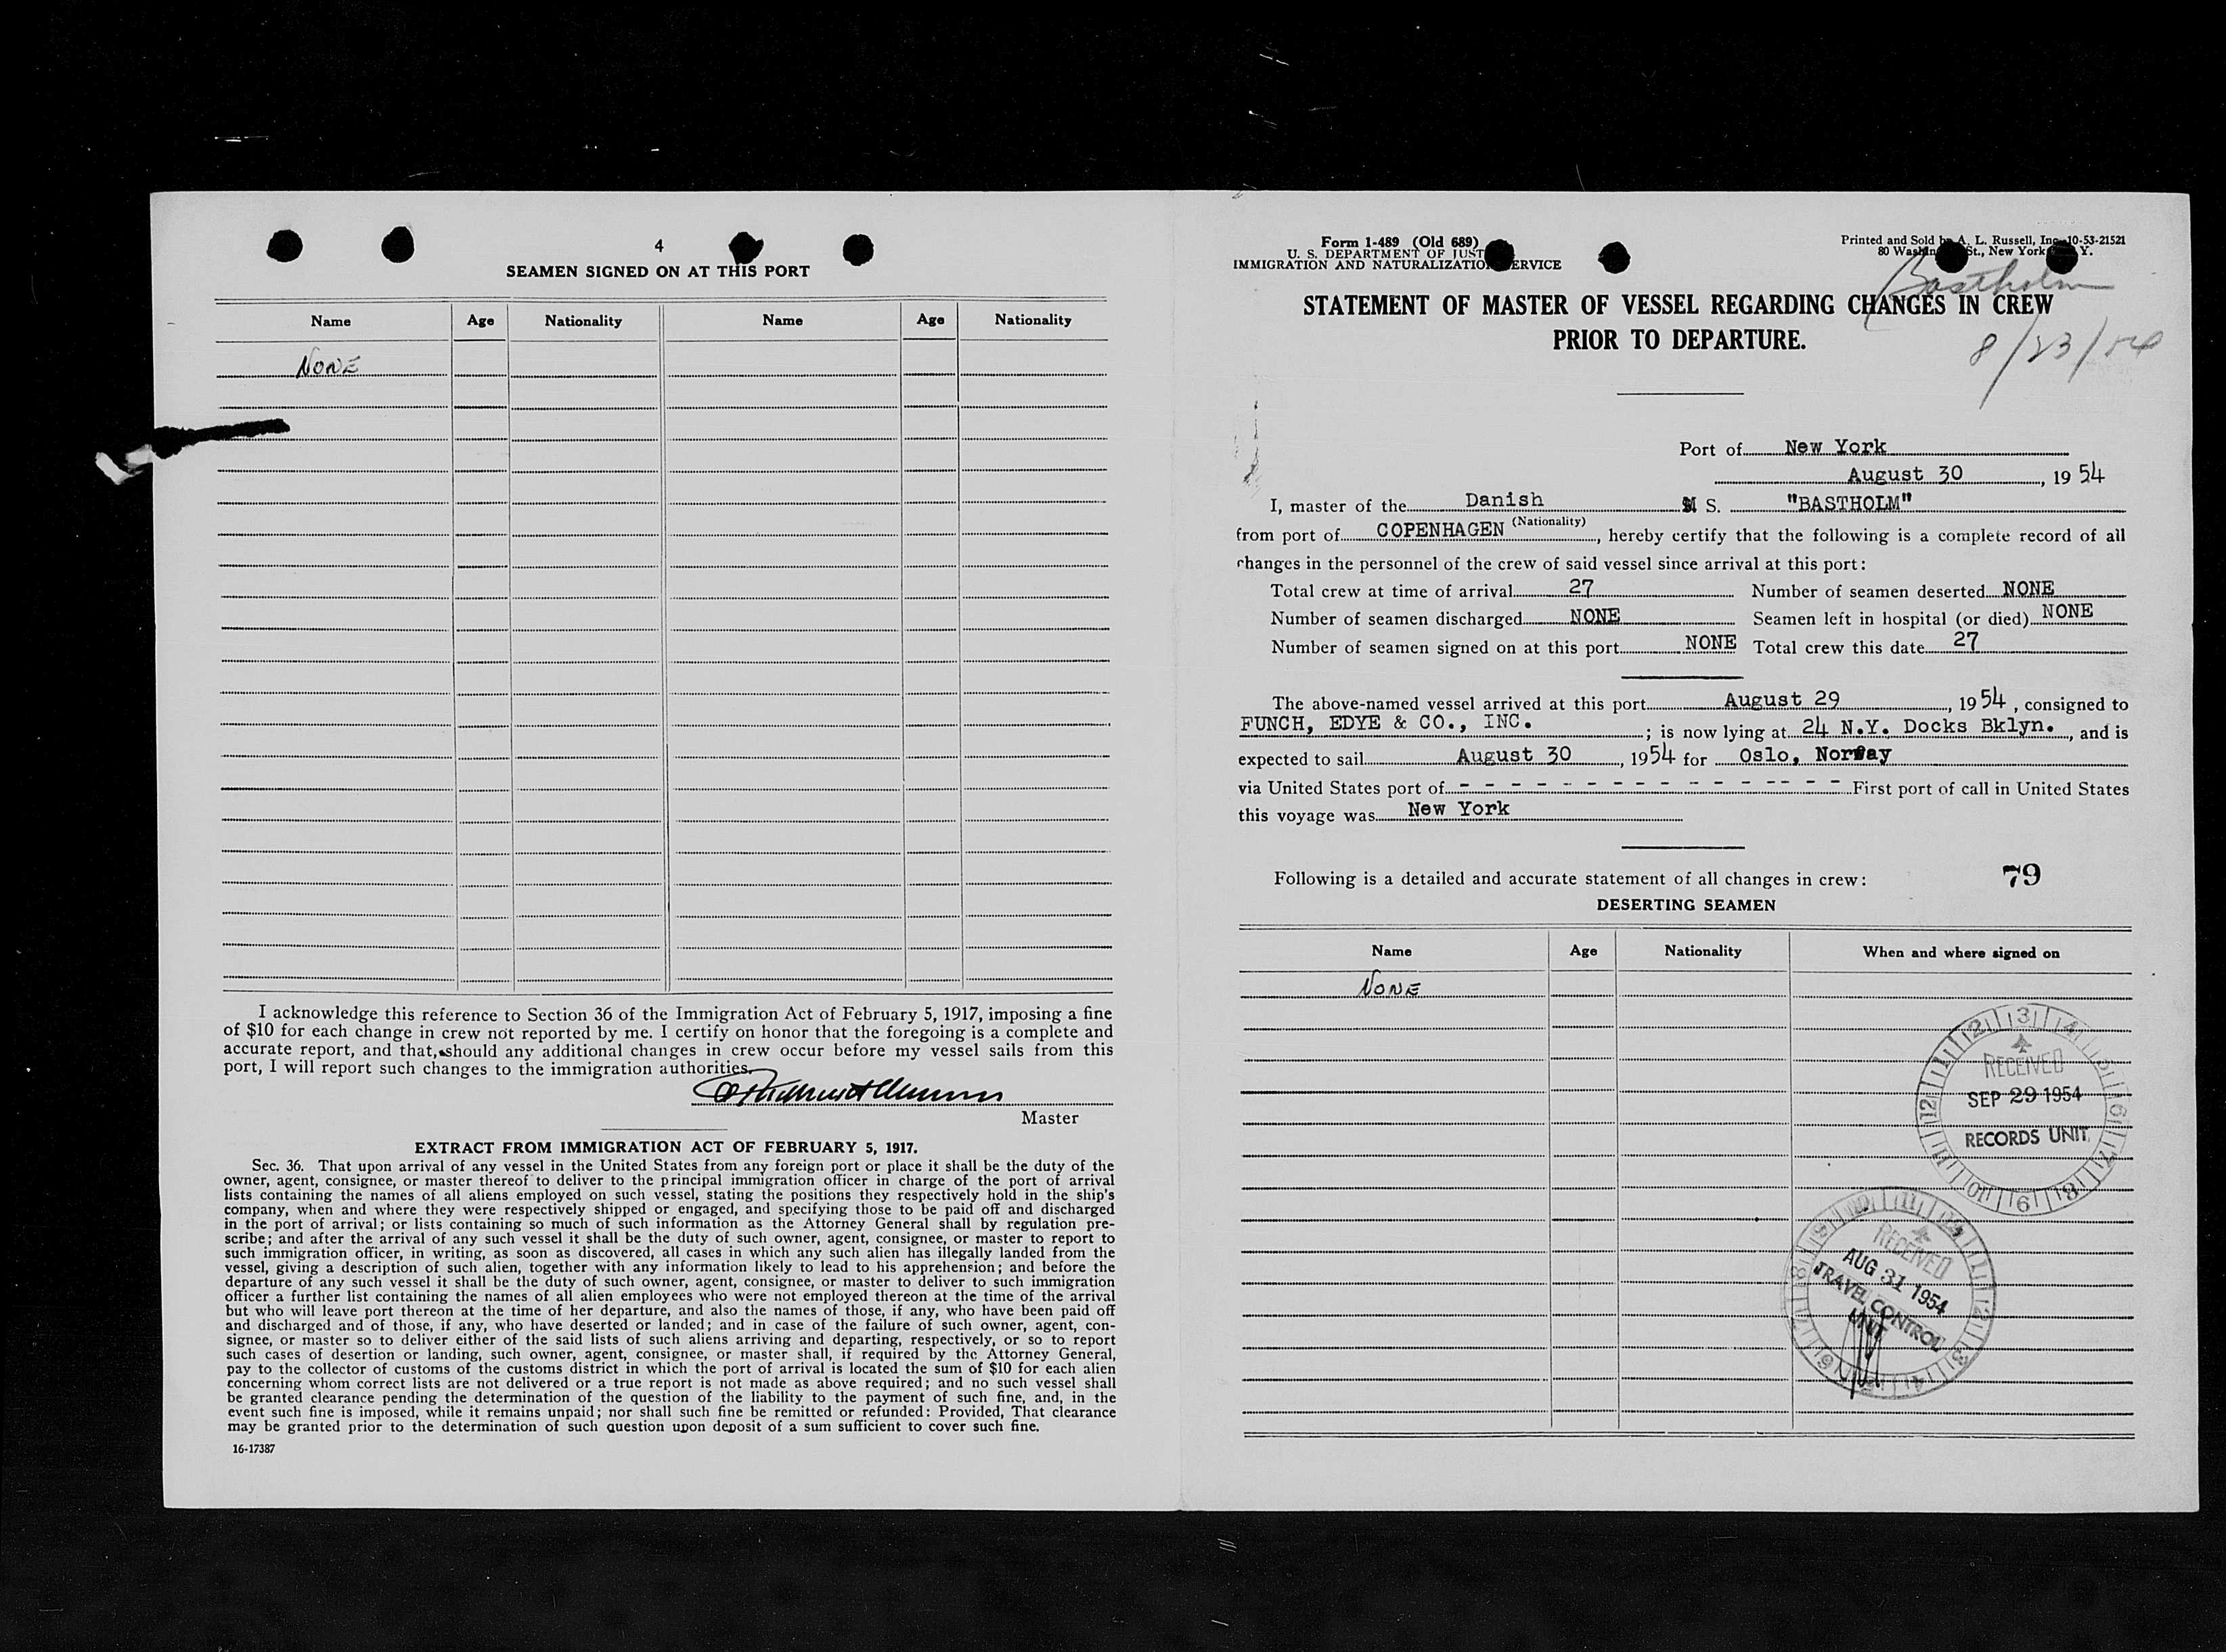 4
SEAMEN SIGNED ON AT THIS PORT
Name Age Nationality Name Age Nationality
NONE
I acknowledge this reference to Section 36 of the Immigration Act of February 5, 1917, imposing a fine
of $10 for each change in crew not reported by me. I certify on honor that the foregoing is a complete and
accurate report, and that, should any additional changes in crew occur before my vessel sails from this
port, I will report such changes to the immigration authorities.
Master
EXTRACT FROM IMMIGRATION ACT OF FEBRUARY 5, 1917.
Sec. 36. That upon arrival of any vessel in the United States from any foreign port or place it shall be the duty of the
owner, agent, consignee, or master thereof to deliver to the principal immigration officer in charge of the port of arrival
lists containing the names of all aliens employed on such vessel, stating the positions they respectively hold in the ship's
company, when and where they were respectively shipped or engaged, and specifying those to be paid off and discharged
in the port of arrival; or lists containing so much of such information as the Attorney General shall by regulation pre-
scribe; and after the arrival of any such vessel it shall be the duty of such owner, agent, consignee, or master to report to
such immigration officer, in writing, as soon as discovered, all cases in which any such alien has illegally landed from the
vessel, giving a description of such alien, together with any information likely to lead to his apprehension; and before the
departure of any such vessel it shall be the duty of such owner, agent, consignee, or master to deliver to such immigration
officer a further list containing the names of all alien employees who were not employed thereon at the time of the arrival
but who will leave port thereon at the time of her departure, and also the names of those, if any, who have been paid off
and discharged and of those, if any, who have deserted or landed; and in case of the failure of such owner, agent, con-
signee, or master so to deliver either of the said lists of such aliens arriving and departing, respectively, or so to report
such cases of desertion or landing, such owner, agent, consignee, or master shall, if required by the Attorney General,
pay to the collector of customs of the customs district in which the port of arrival is located the sum of $10 for each alien
concerning whom correct lists are not delivered or a true report is not made as above required; and no such vessel shall
be granted clearance pending the determination of the question of the liability to the payment of such fine, and, in the
event such fine is imposed, while it remains unpaid; nor shall such fine be remitted or refunded: Provided, That clearance
may be granted prior to the determination of such question upon deposit of a sum sufficient to cover such fine.
16-17387
Form 1-489 (Old 689)
U. S. DEPARTMENT OF JUST
IMMIGRATION AND NATURALIZATION SERVICE
Printed and Sold by A. L. Russell, Inc. 10-53-21521
80 Washin St., New York Y.
Bastholm
8/23/54
STATEMENT OF MASTER OF VESSEL REGARDING CHANGES IN CREW
PRIOR TO DEPARTURE.
Port of New York
August 30, 19 54
I, master of the Danish M S. "BASTHOLM"
(Nationality)
from port of COPENHAGEN, hereby certify that the following is a complete record of all
changes in the personnel of the crew of said vessel since arrival at this port:
Total crew at time of arrival 27 Number of seamen deserted NONE
Number of seamen discharged NONE Seamen left in hospital (or died) NONE
Number of seamen signed on at this port NONE Total crew this date 27
The above-named vessel arrived at this port August 29, 19 54, consigned to
FUNCH, EDYE & CO., INC.; is now lying at 24 N.Y. Docks Bklyn., and is
expected to sail August 30, 1954 for Oslo, Norway
via United States port of - - - - - - - - - - - - - - - First port of call in United States
this voyage was New York
Following is a detailed and accurate statement of all changes in crew: 79
DESERTING SEAMEN
Name Age Nationality When and where signed on
NONE
RECEIVED
SEP 29 1954
RECORDS UNIT
RECEIVED
AUG 31 1954
TRAVEL CONTROL
UNIT